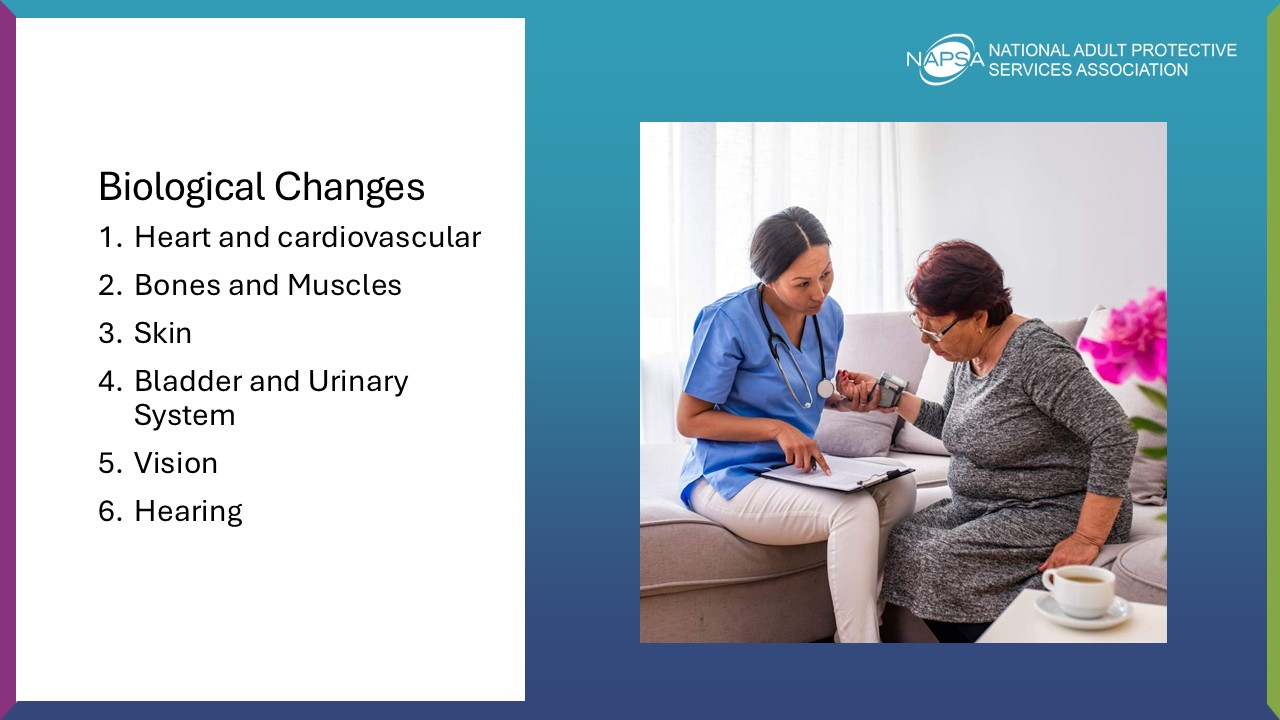 NAPSA NATIONAL ADULT PROTECTIVE
SERVICES ASSOCIATION
Biological Changes
1. Heart and cardiovascular
2. Bones and Muscles
3. Skin
4. Bladder and Urinary
System
5. Vision
6. Hearing